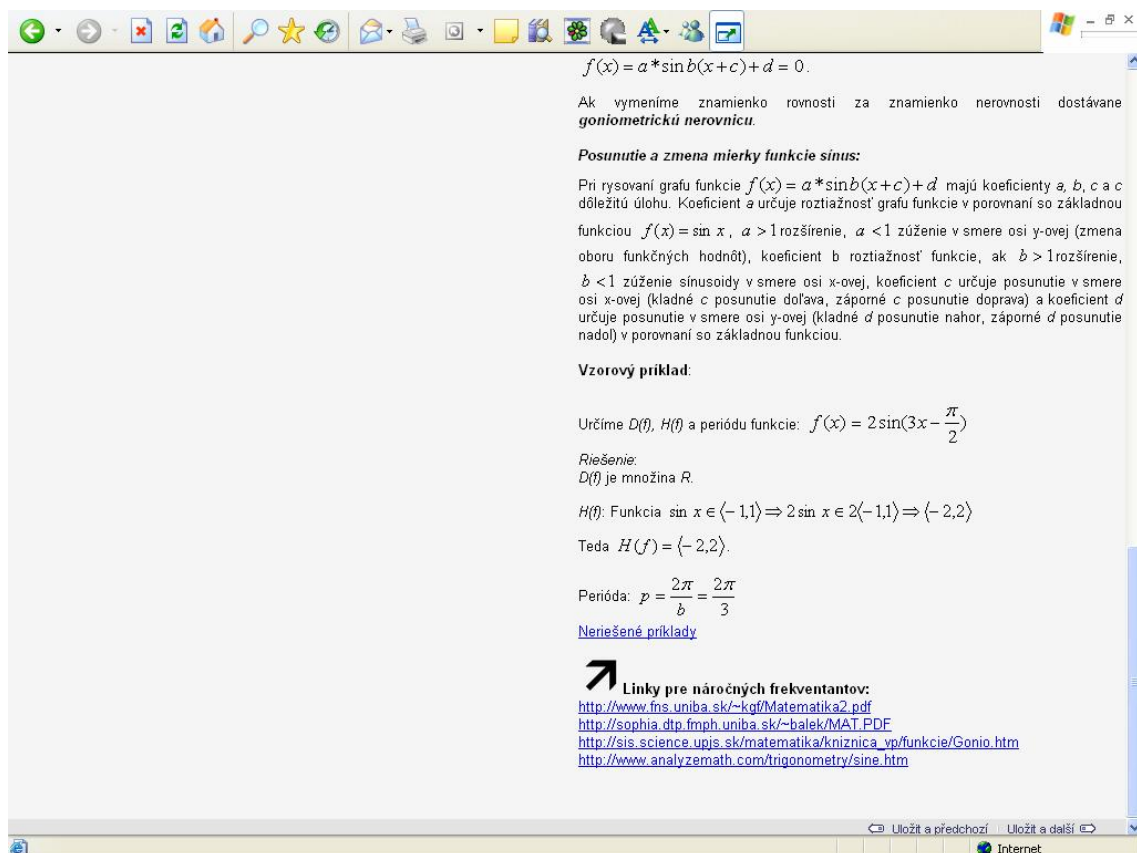 f(x) = a*sin b(x+c)+d = 0.
Ak vymeníme znamienko rovnosti za znamienko nerovnosti dostávane
goniometrickú nerovnicu.
Posunutie a zmena mierky funkcie sínus:
Pri rysovaní grafu funkcie f(x) = a*sin b(x+c)+d majú koeficienty a, b, c a c
dôležitú úlohu. Koeficient a určuje roztiažnosť grafu funkcie v porovnaní so základnou
funkciou f(x) = sin x, a > 1 rozšírenie, a < 1 zúženie v smere osi y-ovej (zmena
oboru funkčných hodnôt), koeficient b roztiažnosť funkcie, ak b > 1 rozšírenie,
b < 1 zúženie sínusoidy v smere osi x-ovej, koeficient c určuje posunutie v smere
osi x-ovej (kladné c posunutie doľava, záporné c posunutie doprava) a koeficient d
určuje posunutie v smere osi y-ovej (kladné d posunutie nahor, záporné d posunutie
nadol) v porovnaní so základnou funkciou.
Vzorový príklad:
Určíme D(f), H(f) a periódu funkcie: f(x) = 2sin(3x − π/2)
Riešenie:
D(f) je množina R.
H(f): Funkcia sin x ∈ ⟨−1,1⟩ ⇒ 2 sin x ∈ 2⟨−1,1⟩ ⇒ ⟨−2,2⟩
Teda H(f) = ⟨−2,2⟩.
Perióda: p = 2π/b = 2π/3
Neriešené príklady
Linky pre náročných frekventantov:
http://www.fns.uniba.sk/~kgf/Matematika2.pdf
http://sophia.dtp.fmph.uniba.sk/~balek/MAT.PDF
http://sis.science.upjs.sk/matematika/kniznica_vp/funkcie/Gonio.htm
http://www.analyzemath.com/trigonometry/sine.htm
Uložit a předchozí Uložit a další
Internet